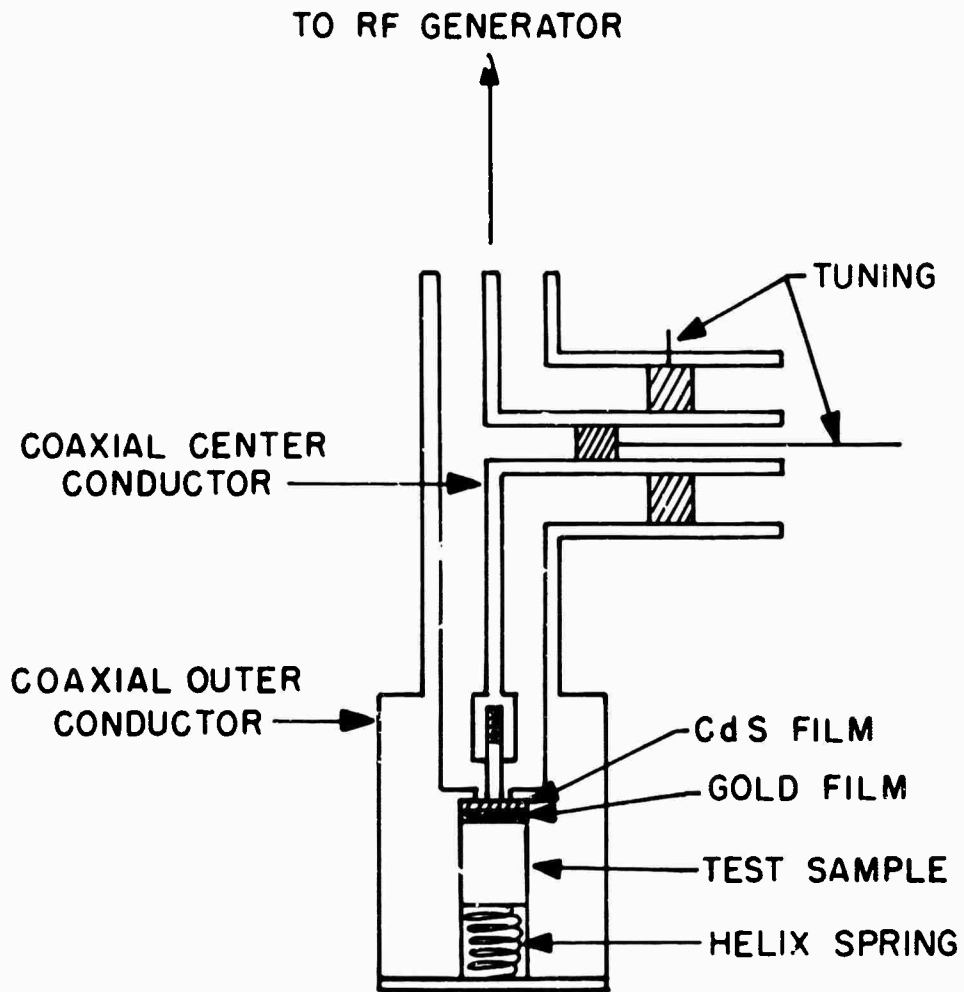 TO RF GENERATOR
TUNING
COAXIAL CENTER
CONDUCTOR
COAXIAL OUTER
CONDUCTOR
CdS FILM
GOLD FILM
TEST SAMPLE
HELIX SPRING